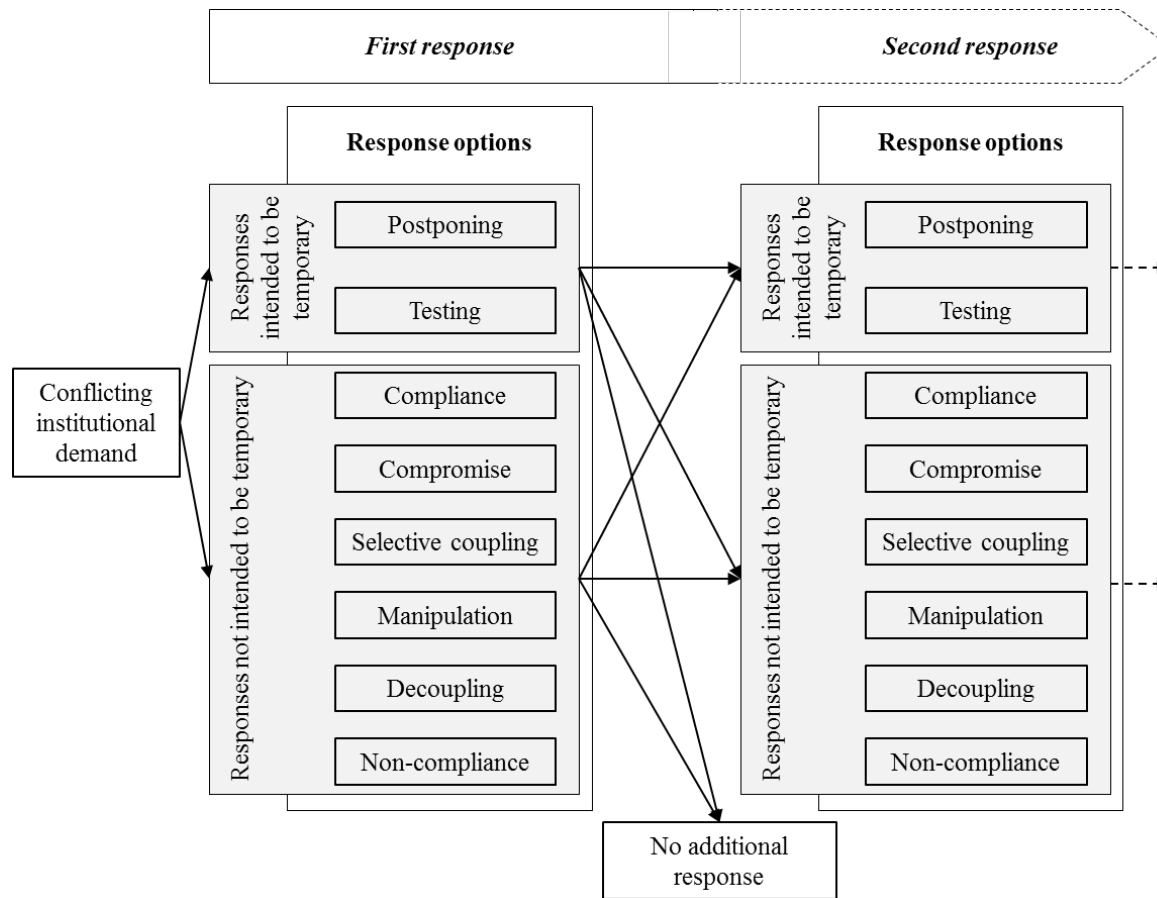 First response
Second response
Response options
Response options
Responses
intended to be
temporary
Postponing
Testing
Responses
intended to be
temporary
Postponing
Testing
Conflicting
institutional
demand
Responses not intended to be temporary
Compliance
Compromise
Selective coupling
Manipulation
Decoupling
Non-compliance
Responses not intended to be temporary
Compliance
Compromise
Selective coupling
Manipulation
Decoupling
Non-compliance
No additional
response